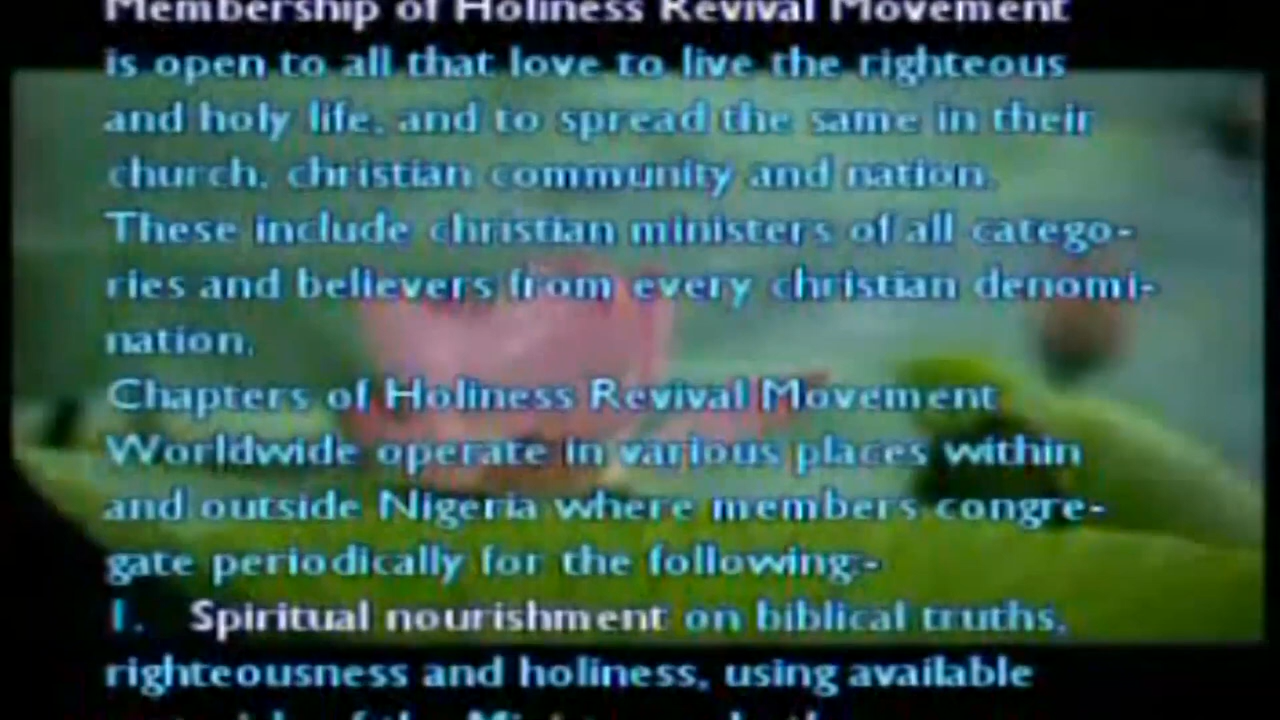 Membership of Holiness Revival Movement
is open to all that love to live the righteous
and holy life, and to spread the same in their
church, christian community and nation.
These include christian ministers of all catego-
ries and believers from every christian denomi-
nation.
Chapters of Holiness Revival Movement
Worldwide operate in various places within
and outside Nigeria where members congre-
gate periodically for the following:-
1. Spiritual nourishment on biblical truths,
righteousness and holiness, using available